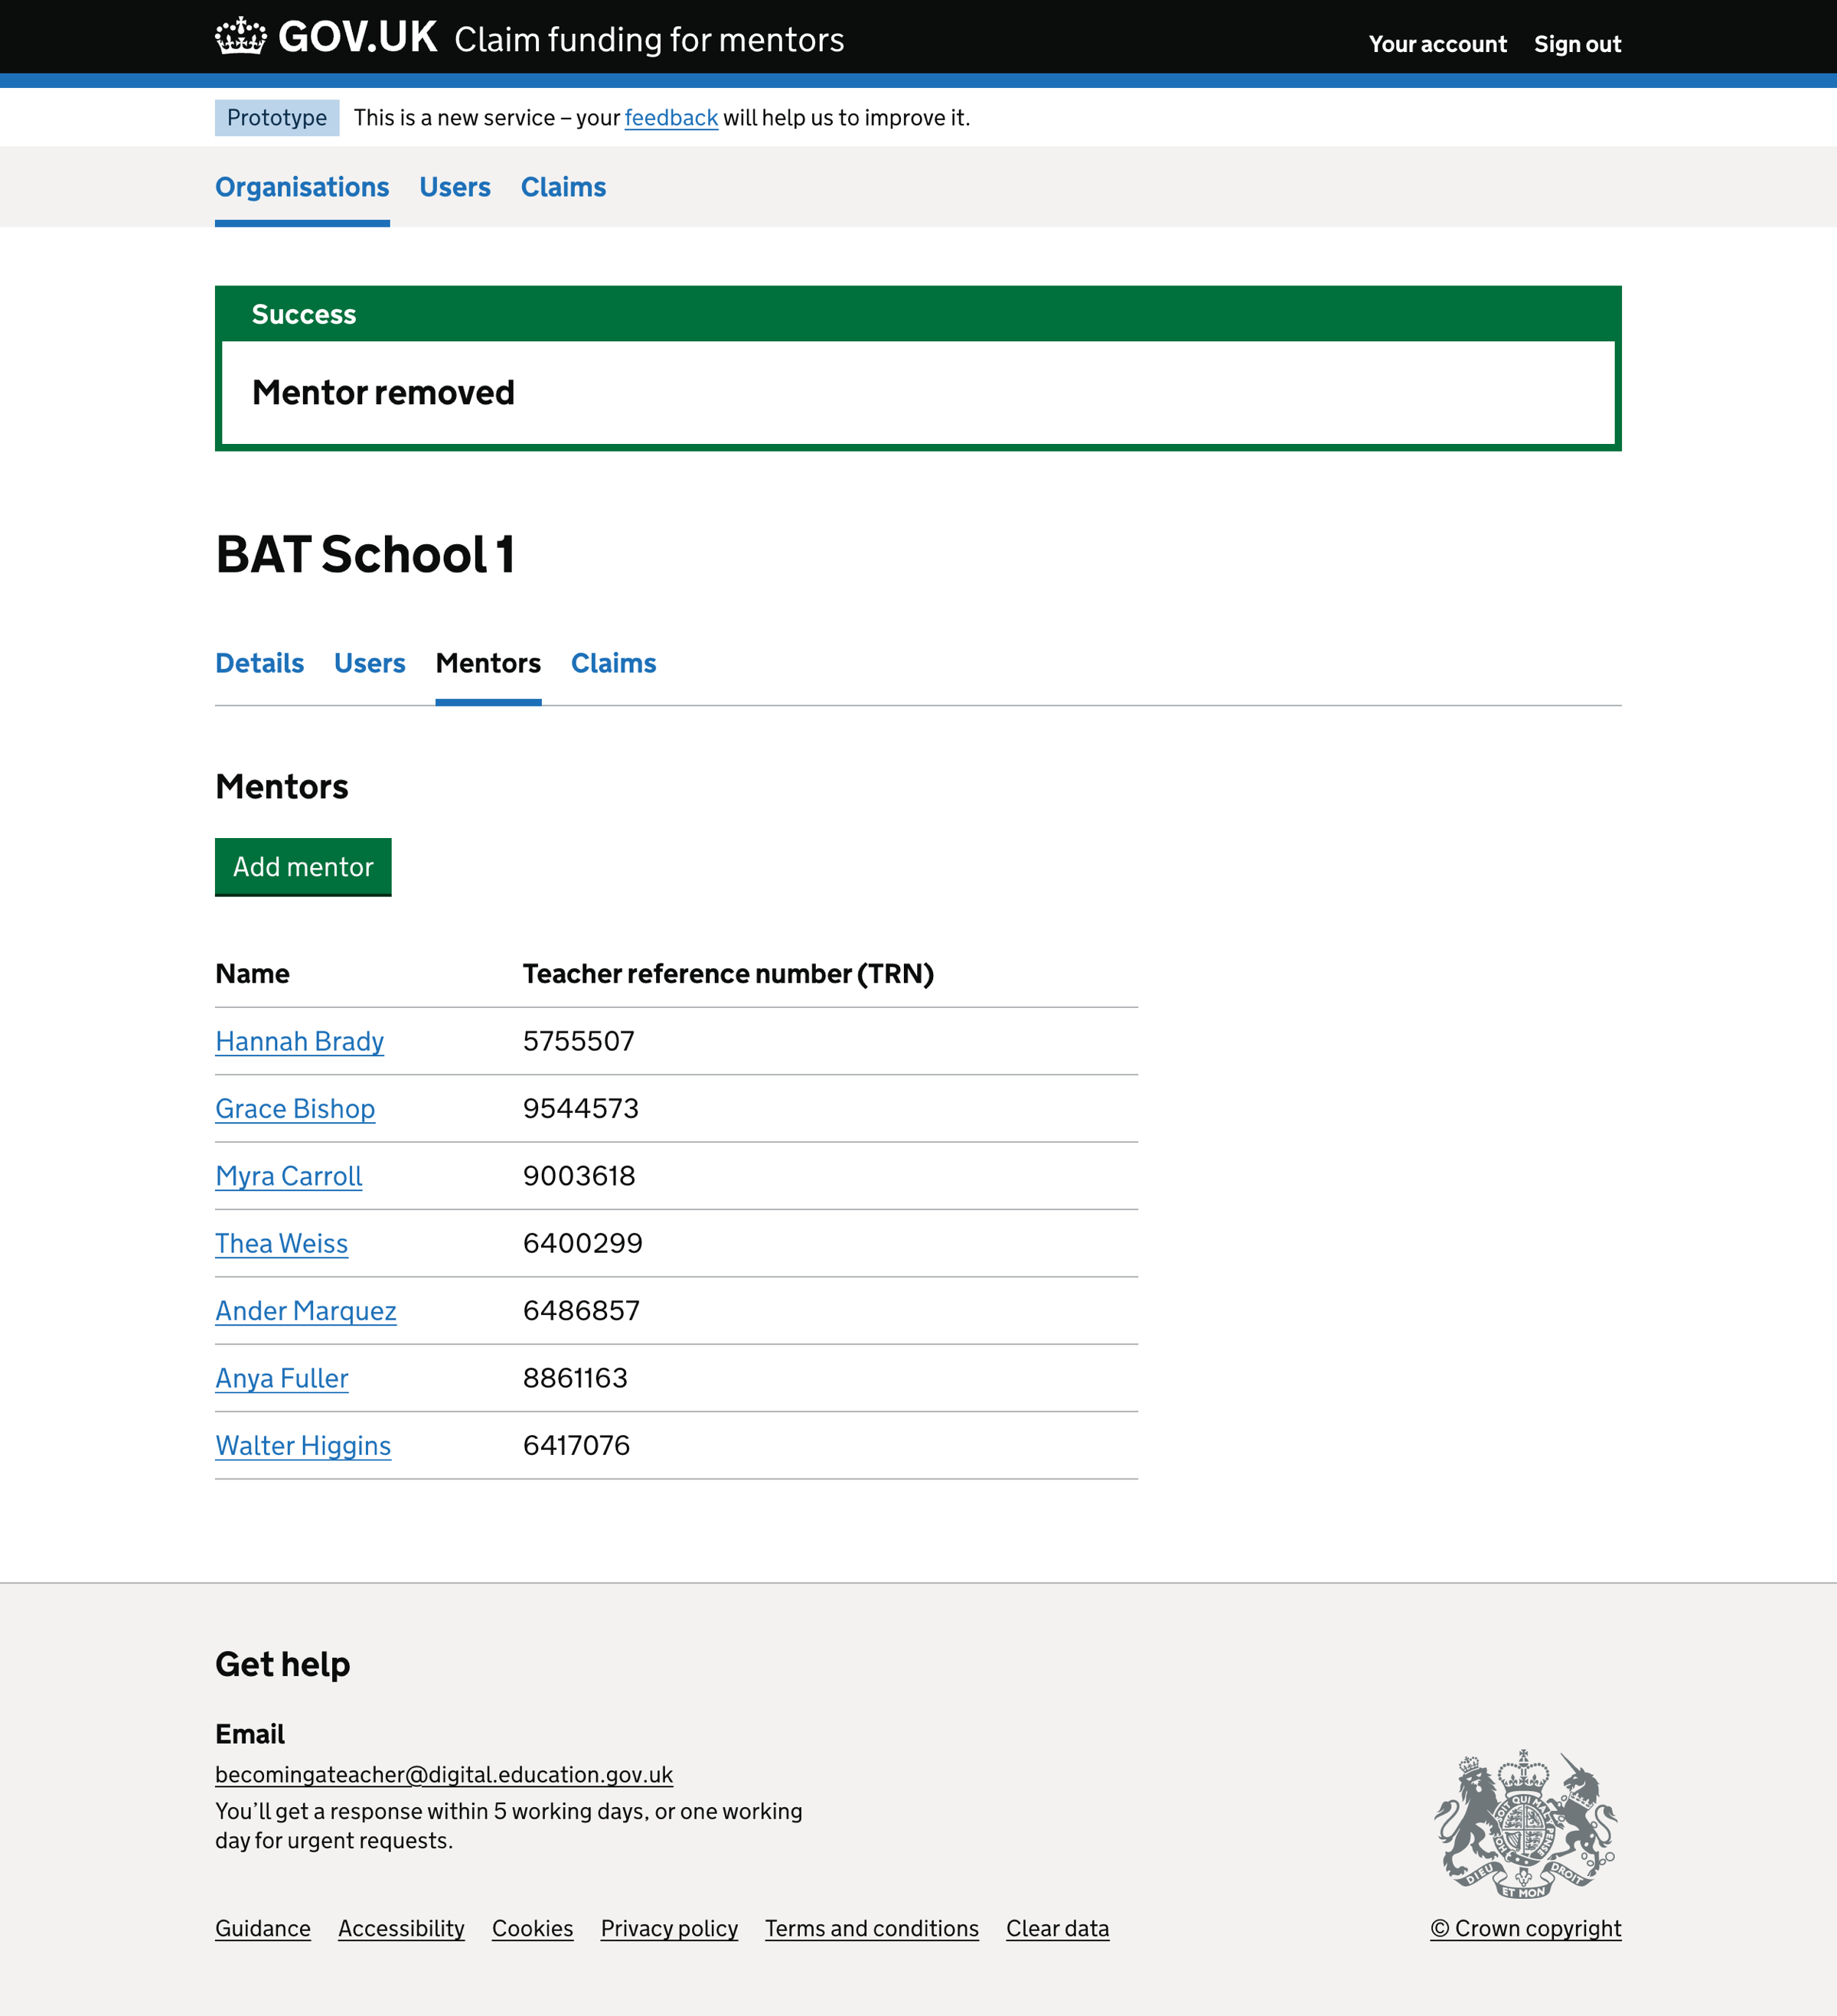 GOV.UK Claim funding for mentors Your account Sign out
Prototype This is a new service – your feedback will help us to improve it.
Organisations Users Claims
Success
Mentor removed
BAT School 1
Details Users Mentors Claims
Mentors
Add mentor
Name Teacher reference number (TRN)
Hannah Brady 5755507
Grace Bishop 9544573
Myra Carroll 9003618
Thea Weiss 6400299
Ander Marquez 6486857
Anya Fuller 8861163
Walter Higgins 6417076
Get help
Email
becomingateacher@digital.education.gov.uk
You’ll get a response within 5 working days, or one working
day for urgent requests.
DIEU ET MON DROIT
Guidance Accessibility Cookies Privacy policy Terms and conditions Clear data © Crown copyright